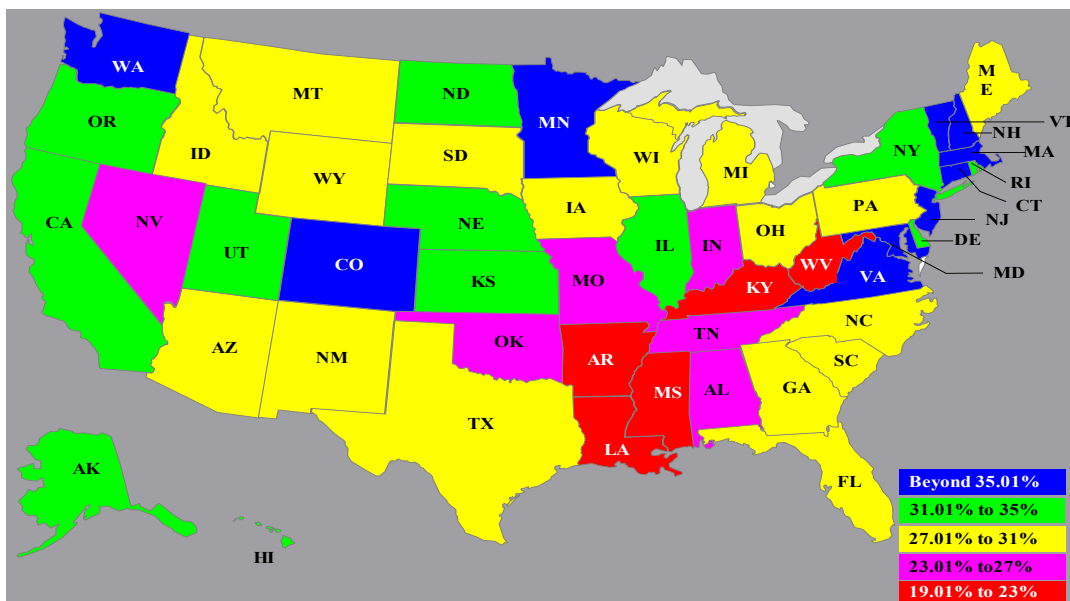 WA
MT
ND
MN
M
E
VT
NH
MA
RI
CT
NJ
DE
MD
OR
ID
WY
SD
WI
MI
NY
PA
CA
NV
UT
CO
NE
IA
IL
IN
OH
WV
VA
KS
MO
KY
NC
AZ
NM
OK
TN
AR
SC
TX
MS
AL
GA
LA
FL
AK
HI
Beyond 35.01%
31.01% to 35%
27.01% to 31%
23.01% to27%
19.01% to 23%